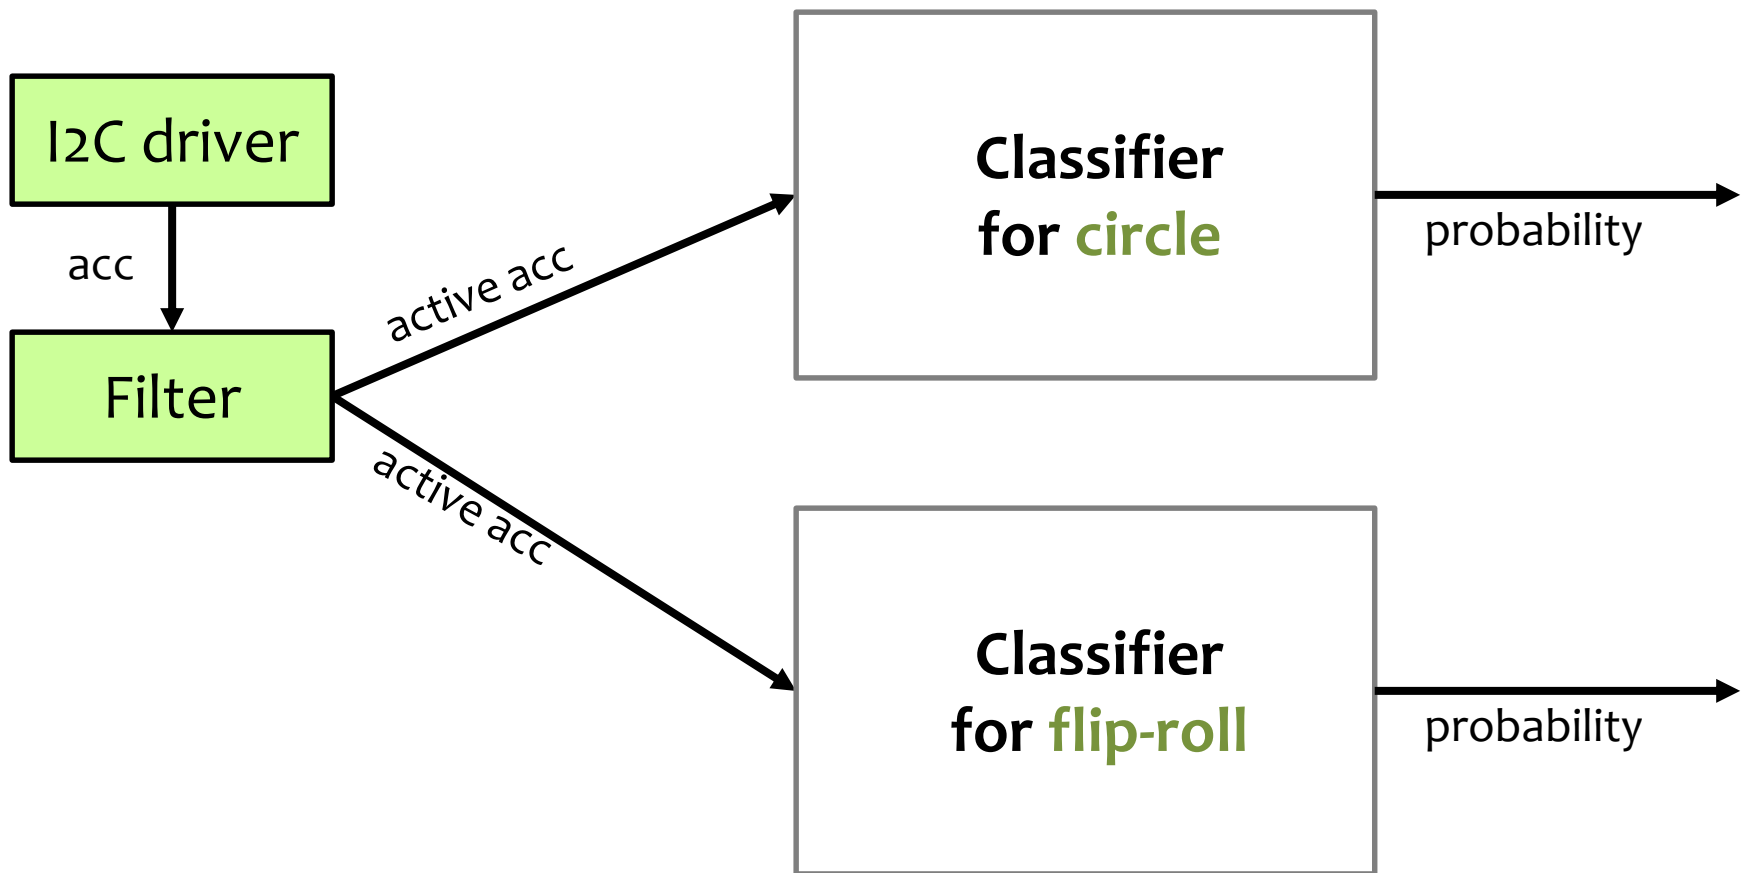 I2C driver
acc
Filter
active acc
active acc
Classifier
for circle
probability
Classifier
for flip-roll
probability